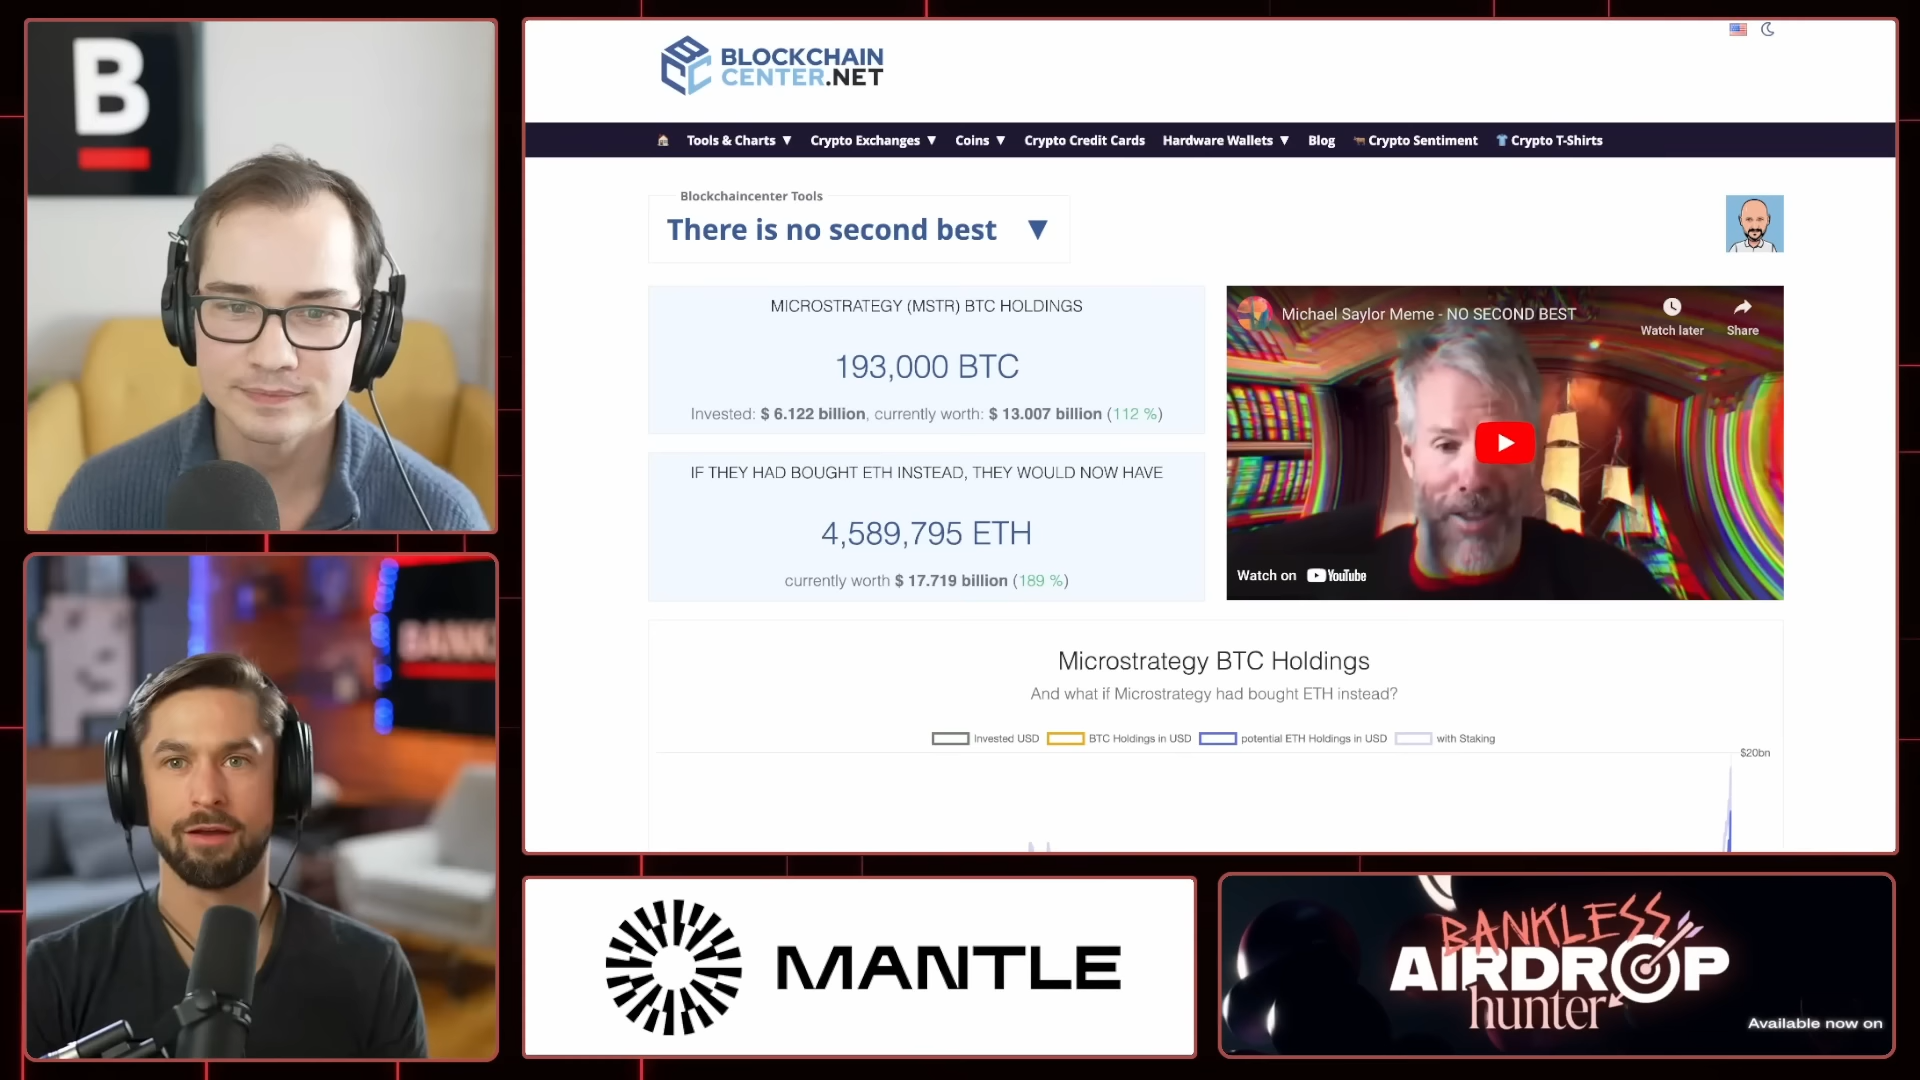 B
BLOCKCHAIN
CENTER.NET
Tools & Charts ▼ Crypto Exchanges ▼ Coins ▼ Crypto Credit Cards Hardware Wallets ▼ Blog Crypto Sentiment Crypto T-Shirts
Blockchaincenter Tools
There is no second best ▼
MICROSTRATEGY (MSTR) BTC HOLDINGS
193,000 BTC
Invested: $ 6.122 billion, currently worth: $ 13.007 billion (112 %)
IF THEY HAD BOUGHT ETH INSTEAD, THEY WOULD NOW HAVE
4,589,795 ETH
currently worth $ 17.719 billion (189 %)
Michael Saylor Meme - NO SECOND BEST
Watch later
Share
Watch on YouTube
Microstrategy BTC Holdings
And what if Microstrategy had bought ETH instead?
Invested USD BTC Holdings in USD potential ETH Holdings in USD with Staking
$20bn
MANTLE
BANKLESS
AIRDROP
hunter
Available now on